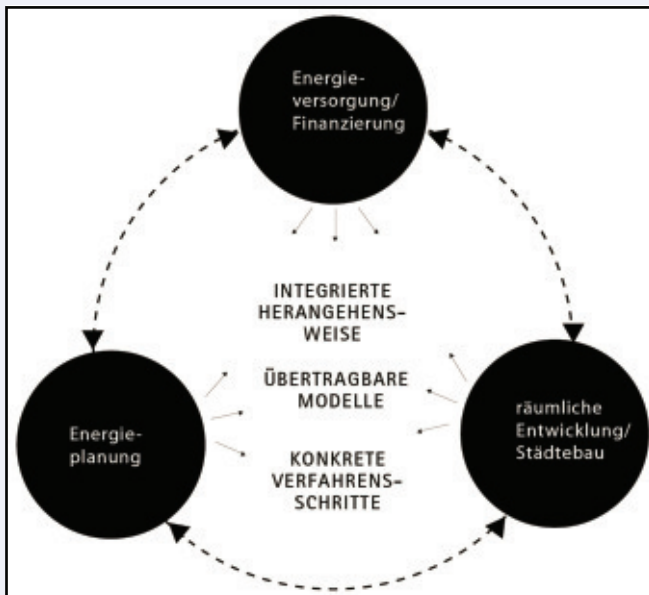 Energie-
versorgung/
Finanzierung
INTEGRIERTE
HERANGEHENS-
WEISE
ÜBERTRAGBARE
MODELLE
KONKRETE
VERFAHRENS-
SCHRITTE
Energie-
planung
räumliche
Entwicklung/
Städtebau